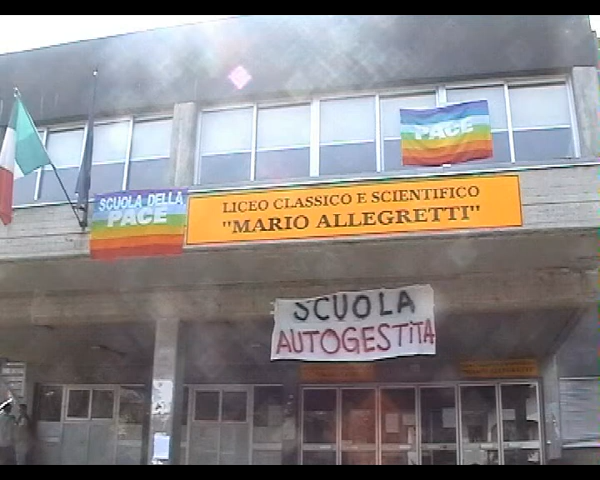 PACE
SCUOLA DELLA
PACE
LICEO CLASSICO E SCIENTIFICO
"MARIO ALLEGRETTI"
SCUOLA
AUTOGESTITA